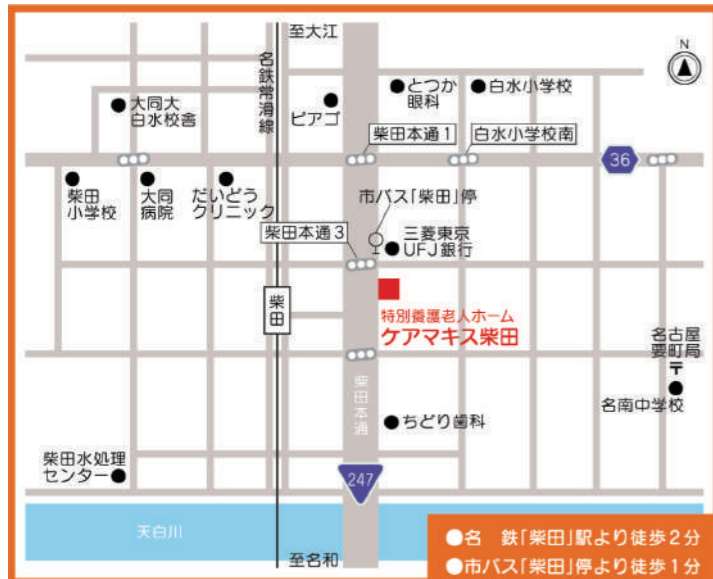 至大江
N
名鉄常滑線
大同大
白水校舎
ピアゴ
とつか
眼科
白水小学校
柴田本通1
白水小学校南
36
柴田
小学校
大同
病院
だいどう
クリニック
市バス「柴田」停
柴田本通3
三菱東京
UFJ銀行
柴田
特別養護老人ホーム
ケアマキス柴田
名古屋
要町局
〒
名南中学校
柴田本通
ちどり歯科
柴田水処理
センター
247
天白川
至名和
●名 鉄「柴田」駅より徒歩2分
●市バス「柴田」停より徒歩1分